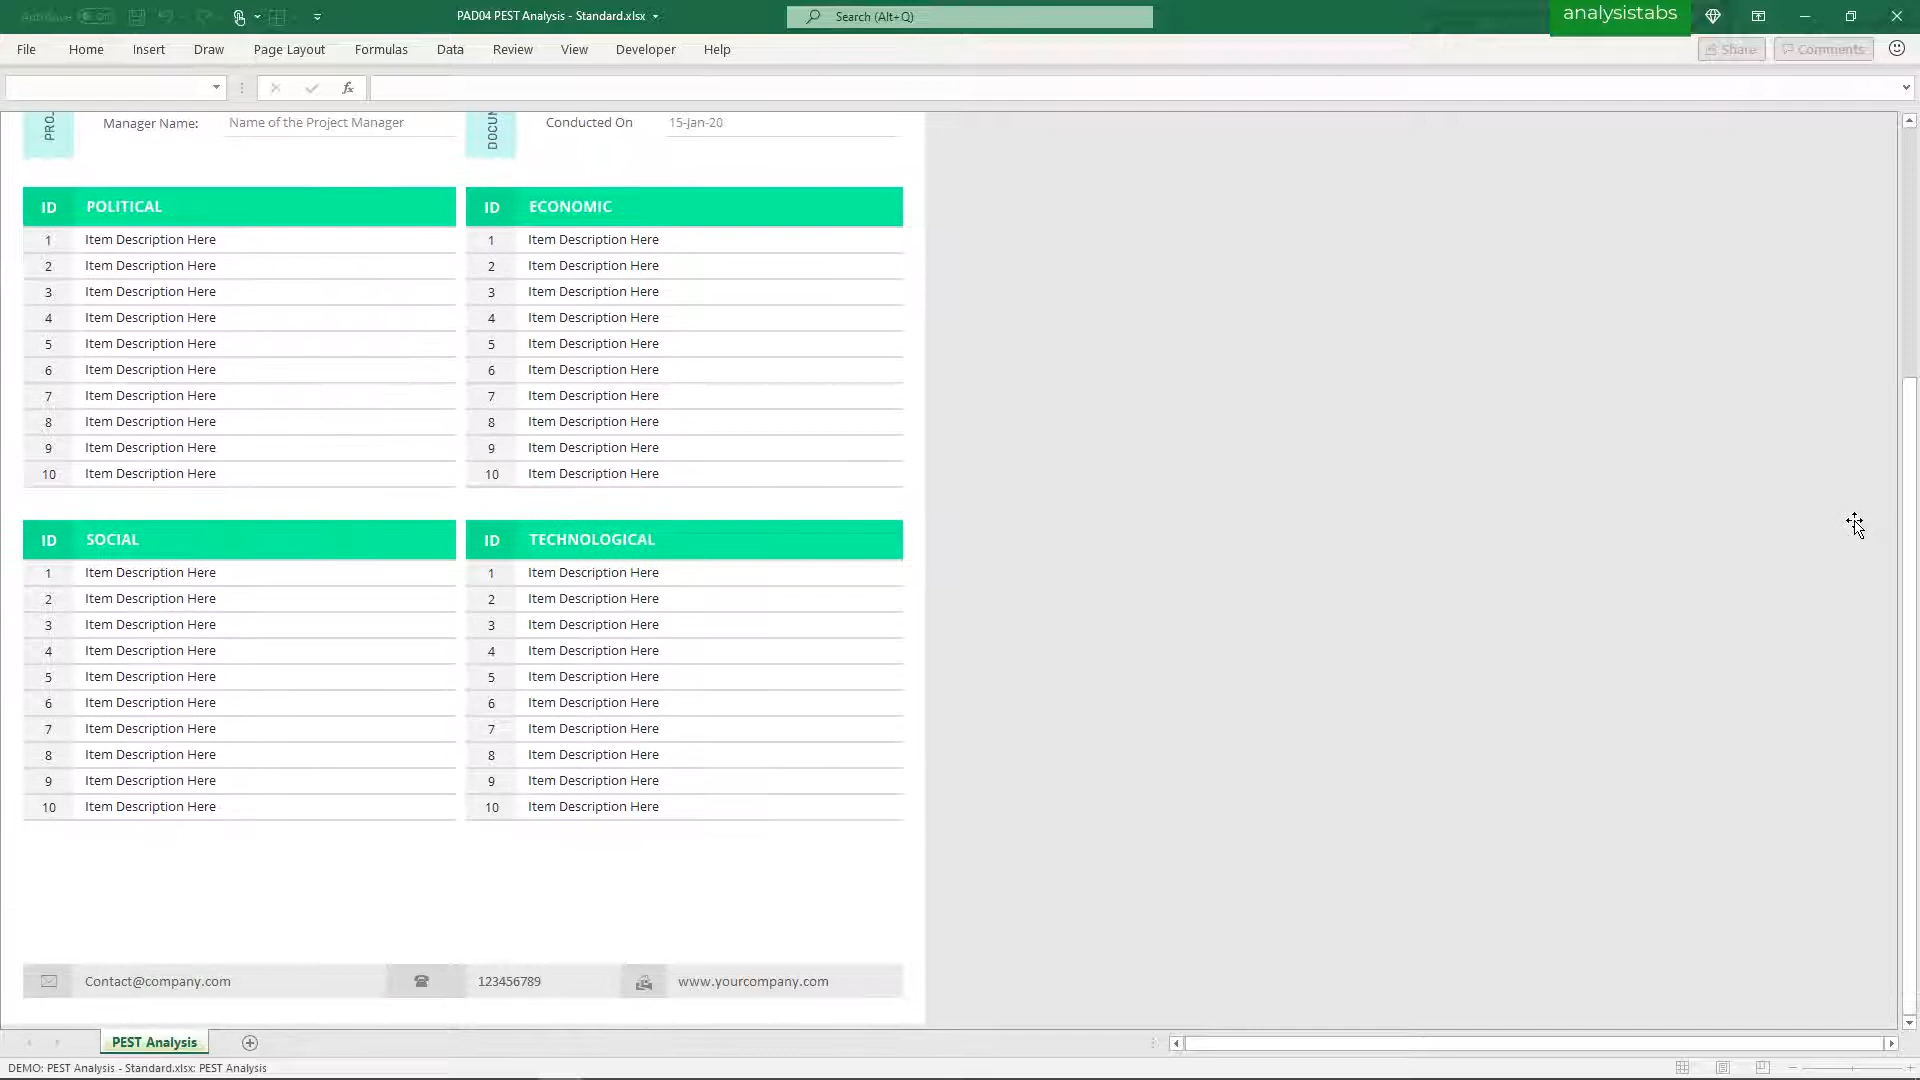 AutoSave Off
PAD04 PEST Analysis - Standard.xlsx
Search (Alt+Q)
analysistabs
File Home Insert Draw Page Layout Formulas Data Review View Developer Help
Share Comments
fx
PROJ
Manager Name: Name of the Project Manager
DOCUM
Conducted On 15-Jan-20
ID POLITICAL ID ECONOMIC
1 Item Description Here 1 Item Description Here
2 Item Description Here 2 Item Description Here
3 Item Description Here 3 Item Description Here
4 Item Description Here 4 Item Description Here
5 Item Description Here 5 Item Description Here
6 Item Description Here 6 Item Description Here
7 Item Description Here 7 Item Description Here
8 Item Description Here 8 Item Description Here
9 Item Description Here 9 Item Description Here
10 Item Description Here 10 Item Description Here
ID SOCIAL ID TECHNOLOGICAL
1 Item Description Here 1 Item Description Here
2 Item Description Here 2 Item Description Here
3 Item Description Here 3 Item Description Here
4 Item Description Here 4 Item Description Here
5 Item Description Here 5 Item Description Here
6 Item Description Here 6 Item Description Here
7 Item Description Here 7 Item Description Here
8 Item Description Here 8 Item Description Here
9 Item Description Here 9 Item Description Here
10 Item Description Here 10 Item Description Here
Contact@company.com 123456789 www.yourcompany.com
PEST Analysis
DEMO: PEST Analysis - Standard.xlsx: PEST Analysis